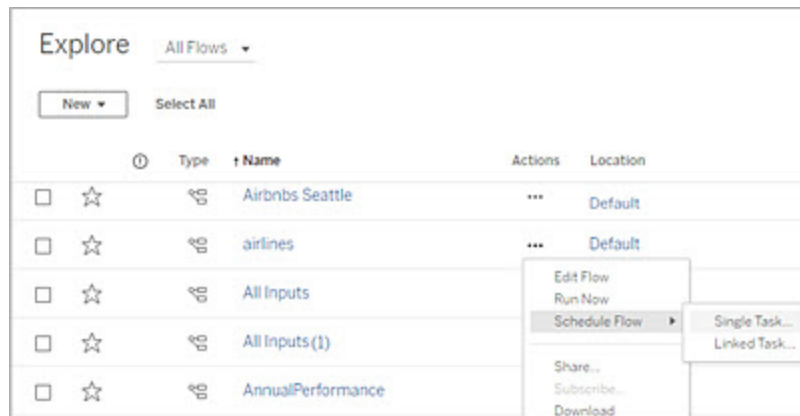 Explore All Flows
New Select All
Type ↑ Name Actions Location
Airbnbs Seattle ... Default
airlines ... Default
Edit Flow
All Inputs
Run Now
Schedule Flow Single Task...
Linked Task...
All Inputs (1)
Share...
Subscribe...
AnnualPerformance
Download